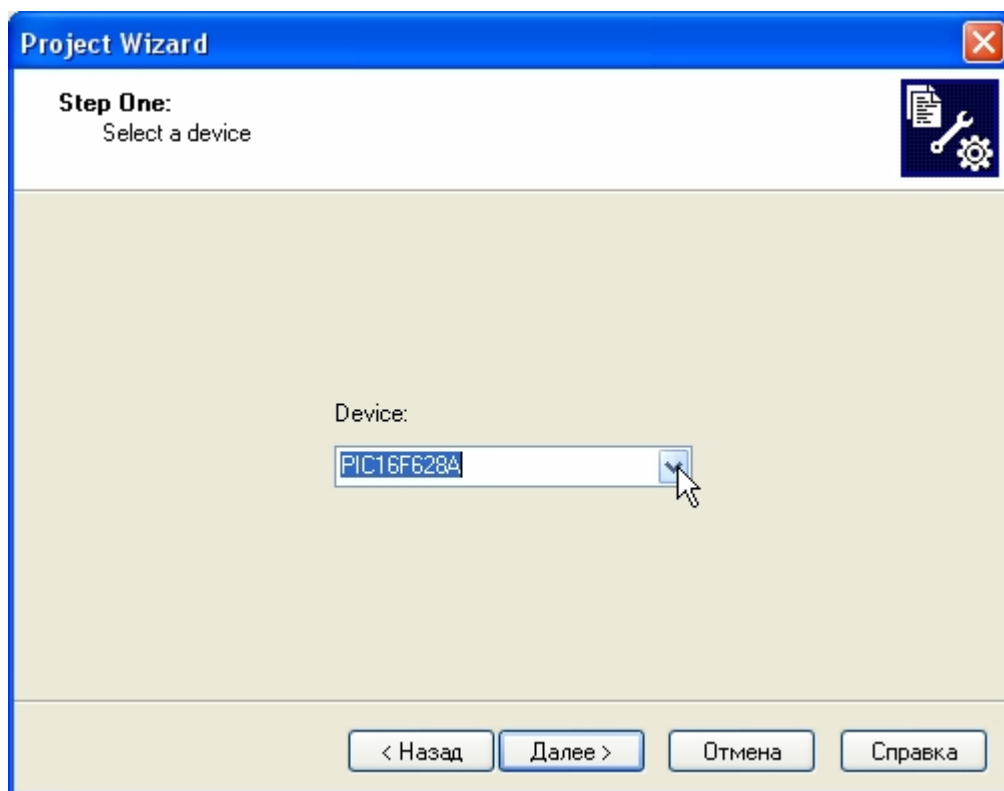 Project Wizard
Step One:
Select a device
Device:
PIC16F628A
< Назад Далее > Отмена Справка